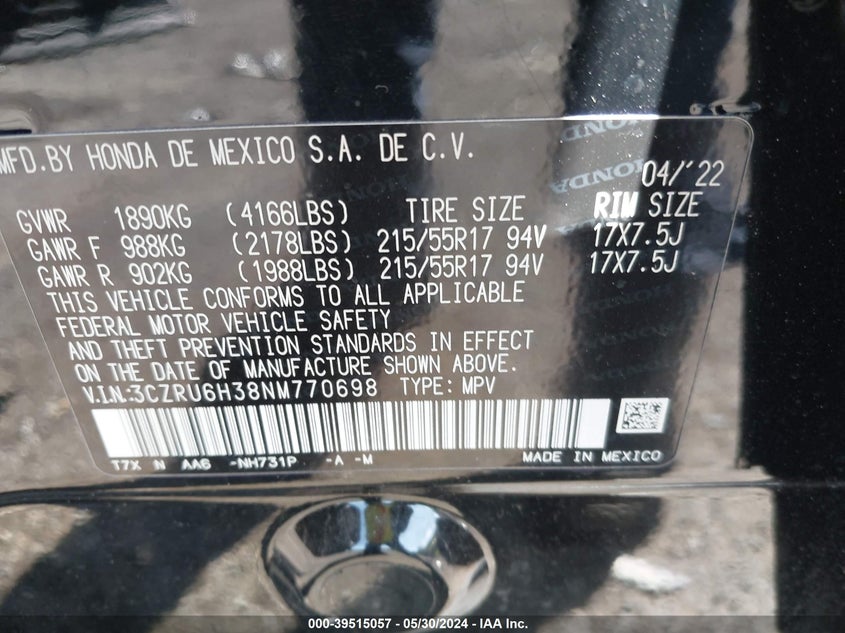 MFD.BY HONDA DE MEXICO S.A. DE C.V.
04/'22
GVWR 1890KG (4166LBS) TIRE SIZE RIM SIZE
GAWR F 988KG (2178LBS) 215/55R17 94V 17X7.5J
GAWR R 902KG (1988LBS) 215/55R17 94V 17X7.5J
THIS VEHICLE CONFORMS TO ALL APPLICABLE
FEDERAL MOTOR VEHICLE SAFETY
AND THEFT PREVENTION STANDARDS IN EFFECT
ON THE DATE OF MANUFACTURE SHOWN ABOVE.
V.I.N:3CZRU6H38NM770698 TYPE: MPV
T7X N AA6 -NH731P -A -M MADE IN MEXICO
HONDA
HONDA
000-39515057 - 05/30/2024 - IAA Inc.